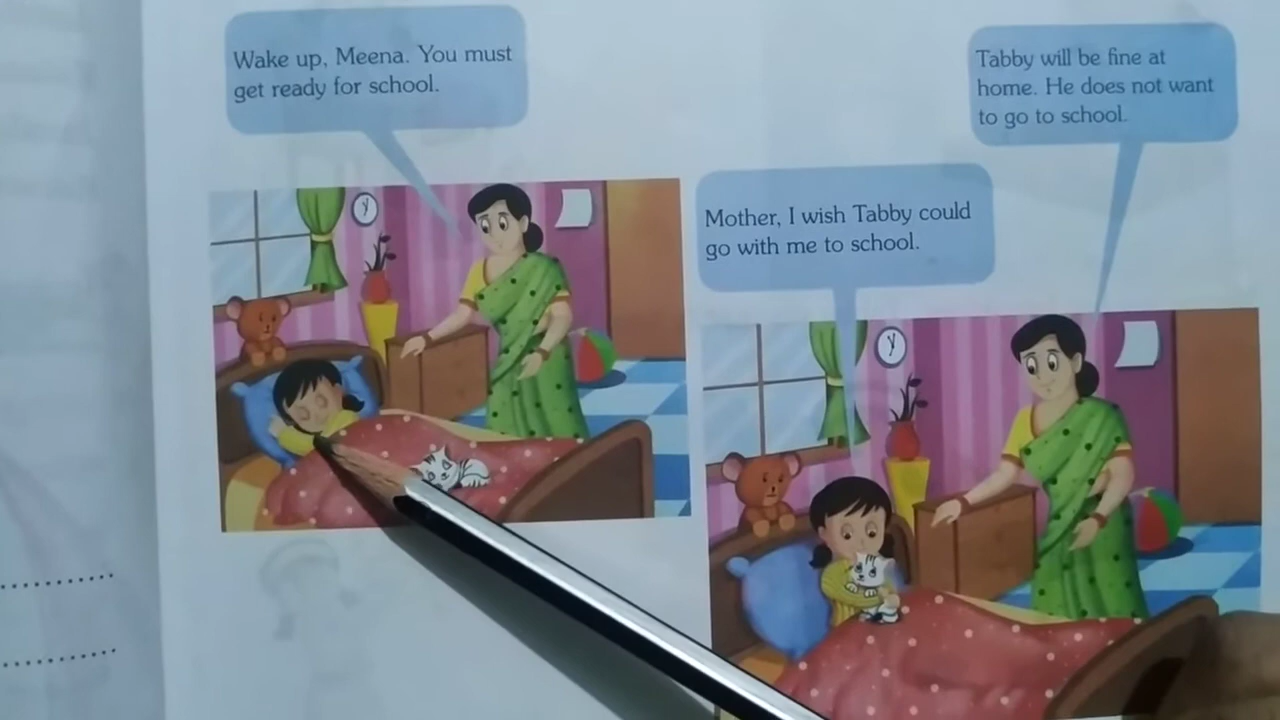 Wake up, Meena. You must
get ready for school.
Mother, I wish Tabby could
go with me to school.
Tabby will be fine at
home. He does not want
to go to school.